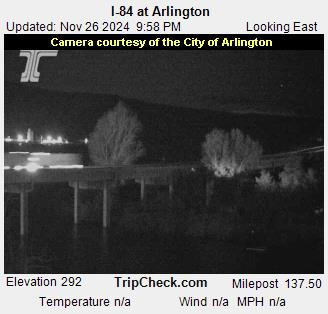 I-84 at Arlington
Updated: Nov 26 2024 9:58 PM Looking East
Camera courtesy of the City of Arlington
Elevation 292 TripCheck.com Milepost 137.50
Temperature n/a Wind n/a MPH n/a